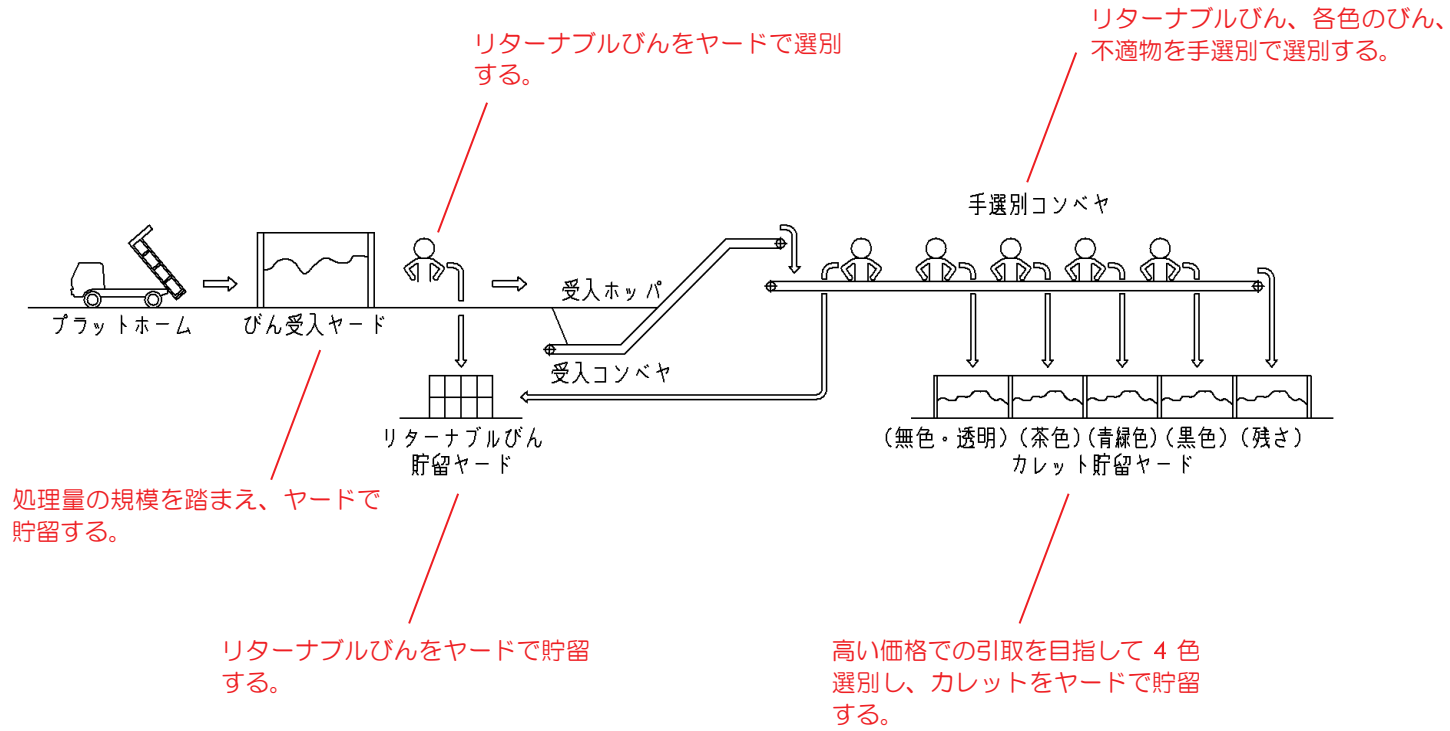 リターナブルびん、各色のびん、
不適物を手選別で選別する。
リターナブルびんをヤードで選別
する。
手選別コンベヤ
受入ホッパ
プラットホーム
びん受入ヤード
受入コンベヤ
リターナブルびん
貯留ヤード
(無色・透明)(茶色)(青緑色)(黒色)(残さ)
カレット貯留ヤード
処理量の規模を踏まえ、ヤードで
貯留する。
リターナブルびんをヤードで貯留
する。
高い価格での引取を目指して 4 色
選別し、カレットをヤードで貯留
する。